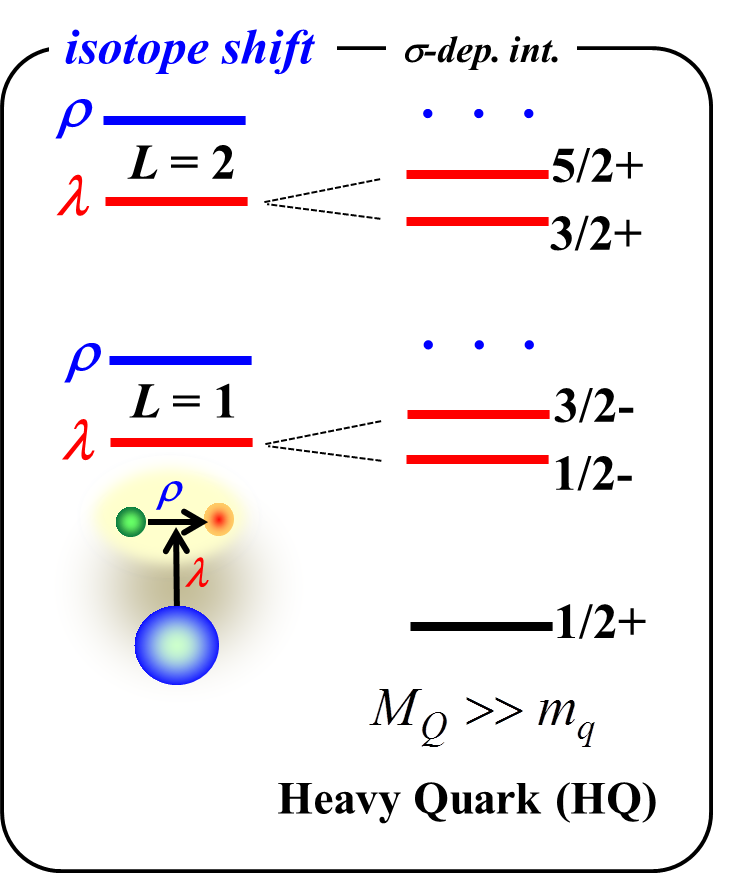 isotope shift — σ-dep. int.
ρ . . .
L = 2 5/2+
λ 3/2+
ρ . . .
L = 1 3/2-
λ 1/2-
ρ
λ
1/2+
M_Q >> m_q
Heavy Quark (HQ)